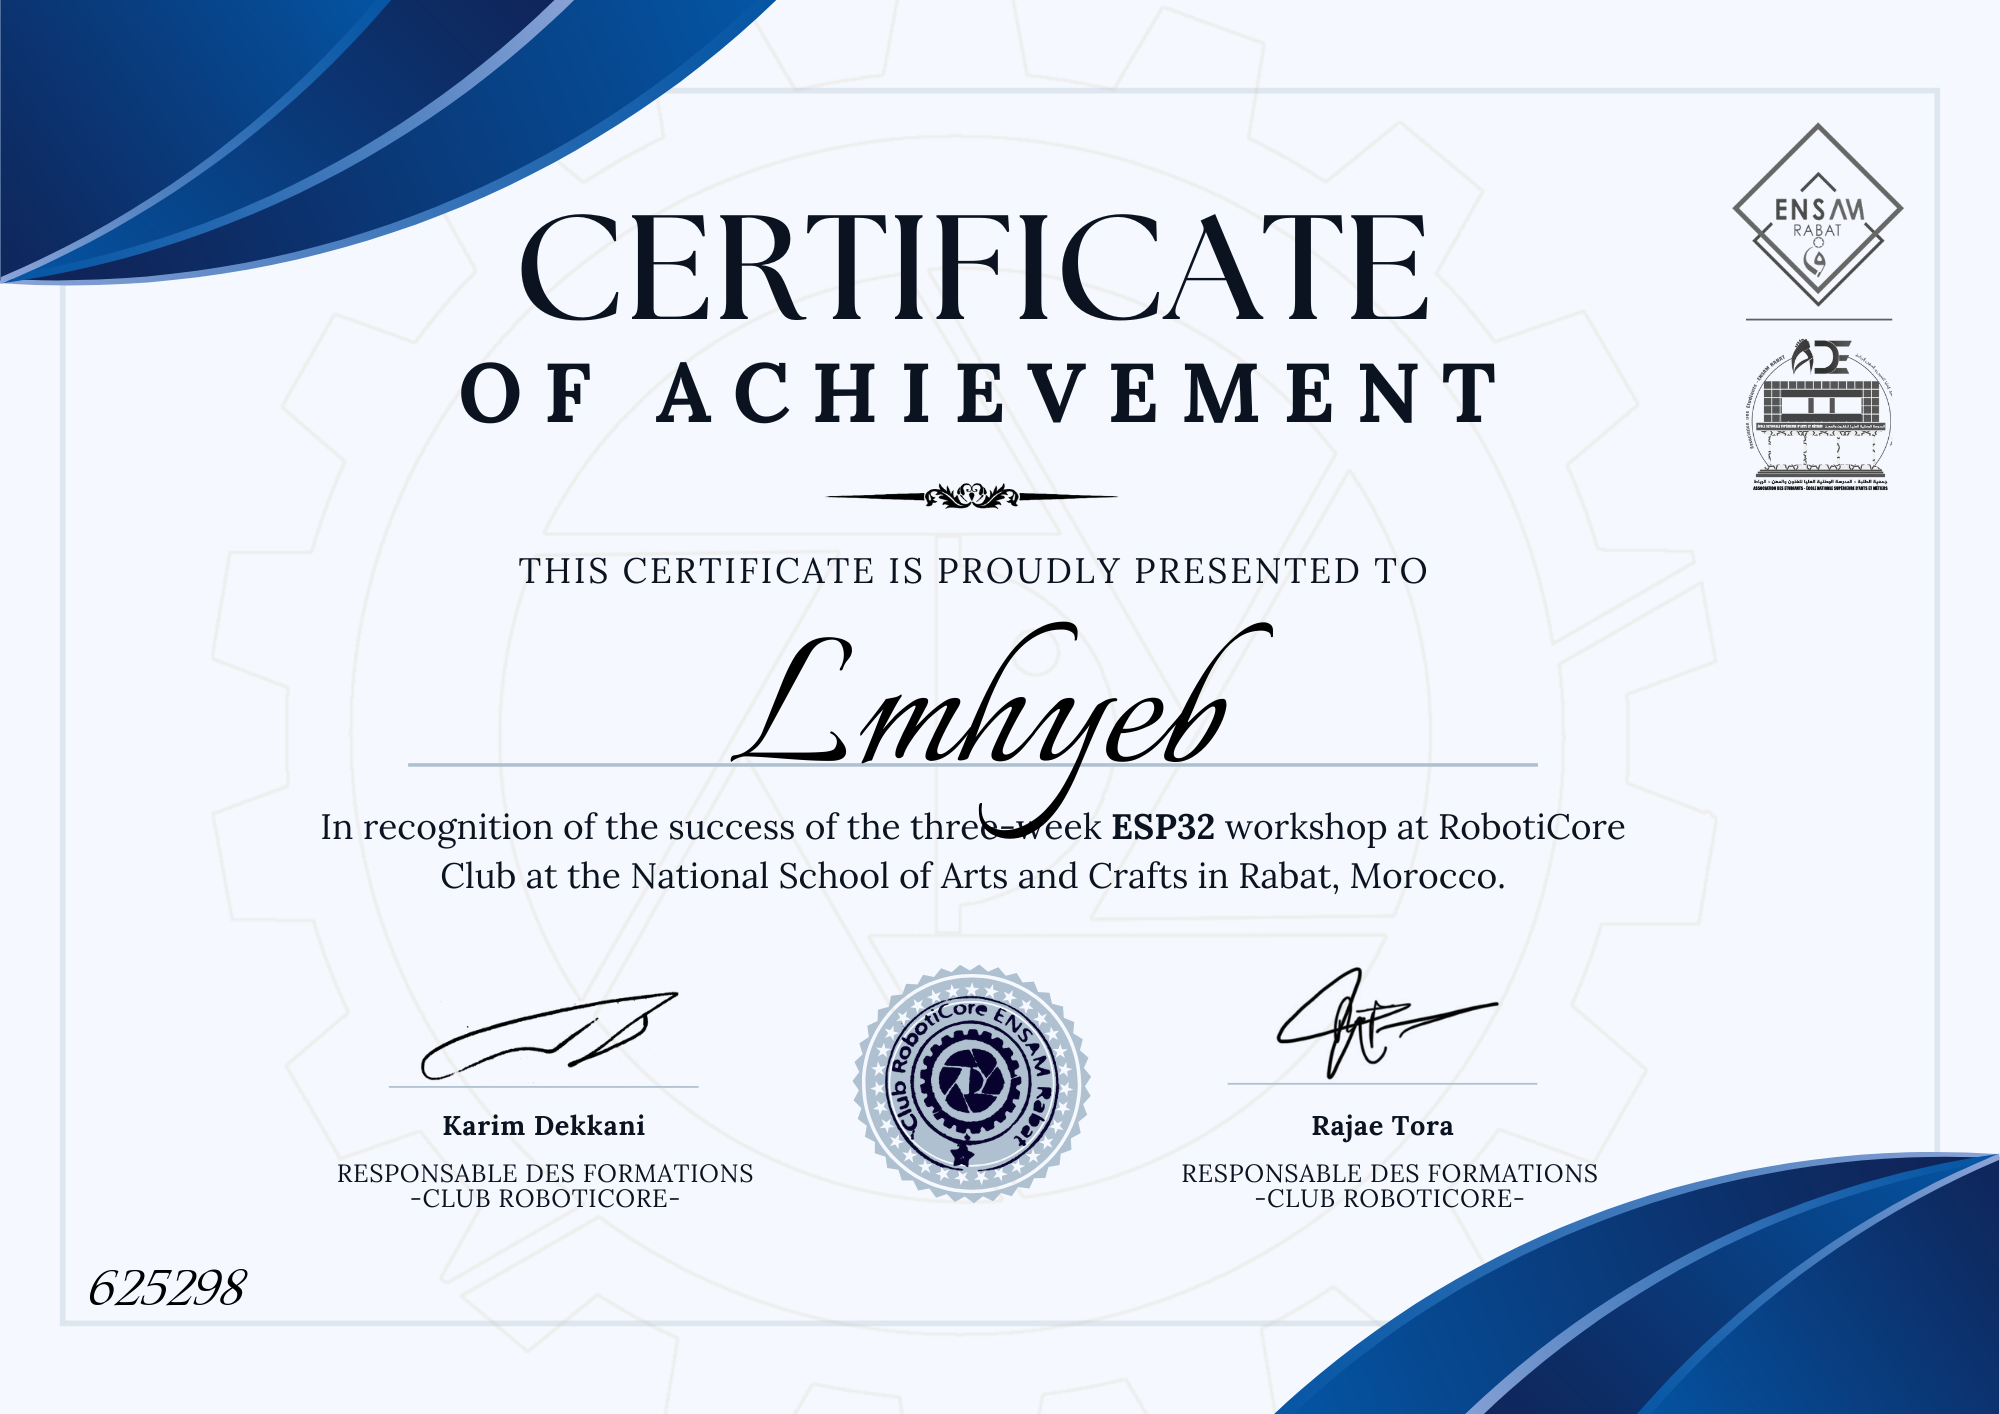 CERTIFICATE
OF ACHIEVEMENT
ENSAM
RABAT
ADE
ASSOCIATION DES ETUDIANTS - ÉCOLE NATIONALE SUPÉRIEURE D'ARTS ET MÉTIERS
THIS CERTIFICATE IS PROUDLY PRESENTED TO
Lmhyeb
In recognition of the success of the three-week ESP32 workshop at RobotiCore
Club at the National School of Arts and Crafts in Rabat, Morocco.
Club RobotiCore ENSAM Rabat
Karim Dekkani
RESPONSABLE DES FORMATIONS
-CLUB ROBOTICORE-
Rajae Tora
RESPONSABLE DES FORMATIONS
-CLUB ROBOTICORE-
625298